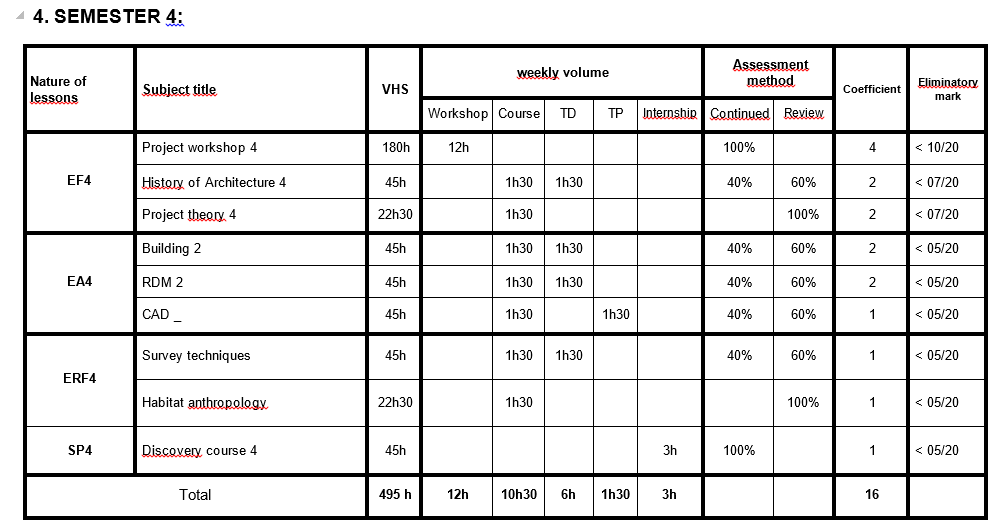 4. SEMESTER 4:
Nature of lessons Subject title VHS weekly volume Assessment method Coefficient Eliminatory mark
Workshop Course TD TP Internship Continued Review
EF4
Project workshop 4 180h 12h 100% 4 < 10/20
History of Architecture 4 45h 1h30 1h30 40% 60% 2 < 07/20
Project theory 4 22h30 1h30 100% 2 < 07/20
EA4
Building 2 45h 1h30 1h30 40% 60% 2 < 05/20
RDM 2 45h 1h30 1h30 40% 60% 2 < 05/20
CAD _ 45h 1h30 1h30 40% 60% 1 < 05/20
ERF4
Survey techniques 45h 1h30 1h30 40% 60% 1 < 05/20
Habitat anthropology 22h30 1h30 100% 1 < 05/20
SP4 Discovery course 4 45h 3h 100% 1 < 05/20
Total 495 h 12h 10h30 6h 1h30 3h 16